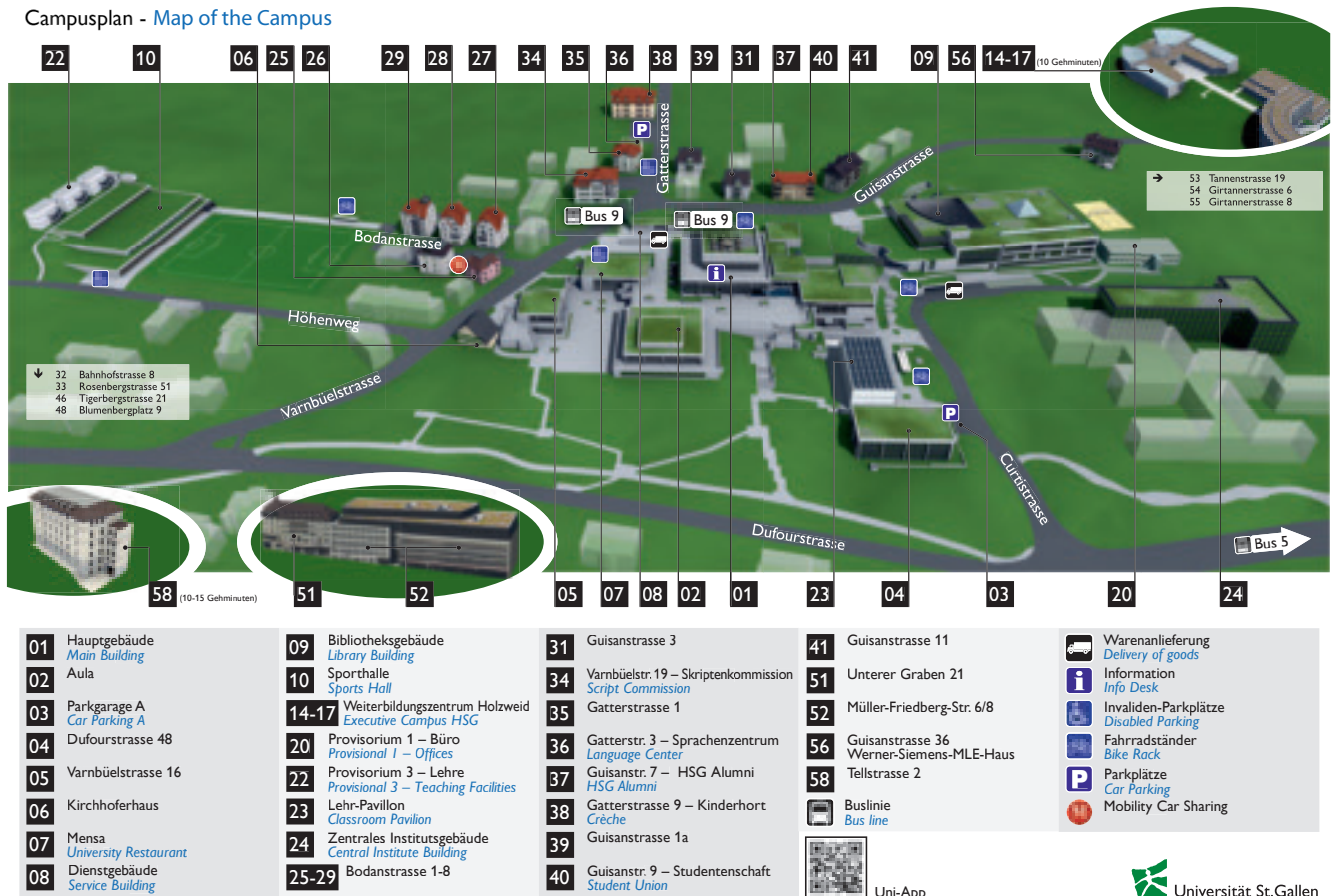 Campusplan - Map of the Campus
22
10
06
25
26
29
28
27
34
35
36
38
39
31
37
40
41
09
56
14-17 (10 Gehminuten)
Gatterstrasse
Guisanstrasse
→ 53 Tannenstrasse 19
54 Girtannerstrasse 6
55 Girtannerstrasse 8
P
Bus 9
Bus 9
Bodanstrasse
i
Höhenweg
↓ 32 Bahnhofstrasse 8
33 Rosenbergstrasse 51
46 Tigerbergstrasse 21
48 Blumenbergplatz 9
Varnbüelstrasse
P
Curtistrasse
Dufourstrasse
Bus 5
58 (10-15 Gehminuten)
51
52
05
07
08
02
01
23
04
03
20
24
01 Hauptgebäude
Main Building
02 Aula
03 Parkgarage A
Car Parking A
04 Dufourstrasse 48
05 Varnbüelstrasse 16
06 Kirchhoferhaus
07 Mensa
University Restaurant
08 Dienstgebäude
Service Building
09 Bibliotheksgebäude
Library Building
10 Sporthalle
Sports Hall
14-17 Weiterbildungszentrum Holzweid
Executive Campus HSG
20 Provisorium 1 – Büro
Provisional 1 – Offices
22 Provisorium 3 – Lehre
Provisional 3 – Teaching Facilities
23 Lehr-Pavillon
Classroom Pavilion
24 Zentrales Institutsgebäude
Central Institute Building
25-29 Bodanstrasse 1-8
31 Guisanstrasse 3
34 Varnbüelstr. 19 – Skriptenkommission
Script Commission
35 Gatterstrasse 1
36 Gatterstr. 3 – Sprachenzentrum
Language Center
37 Guisanstr. 7 – HSG Alumni
HSG Alumni
38 Gatterstrasse 9 – Kinderhort
Crèche
39 Guisanstrasse 1a
40 Guisanstr. 9 – Studentenschaft
Student Union
41 Guisanstrasse 11
51 Unterer Graben 21
52 Müller-Friedberg-Str. 6/8
56 Guisanstrasse 36
Werner-Siemens-MLE-Haus
58 Tellstrasse 2
Buslinie
Bus line
Uni-App
Warenanlieferung
Delivery of goods
i Information
Info Desk
Invaliden-Parkplätze
Disabled Parking
Fahrradständer
Bike Rack
P Parkplätze
Car Parking
Mobility Car Sharing
Universität St.Gallen